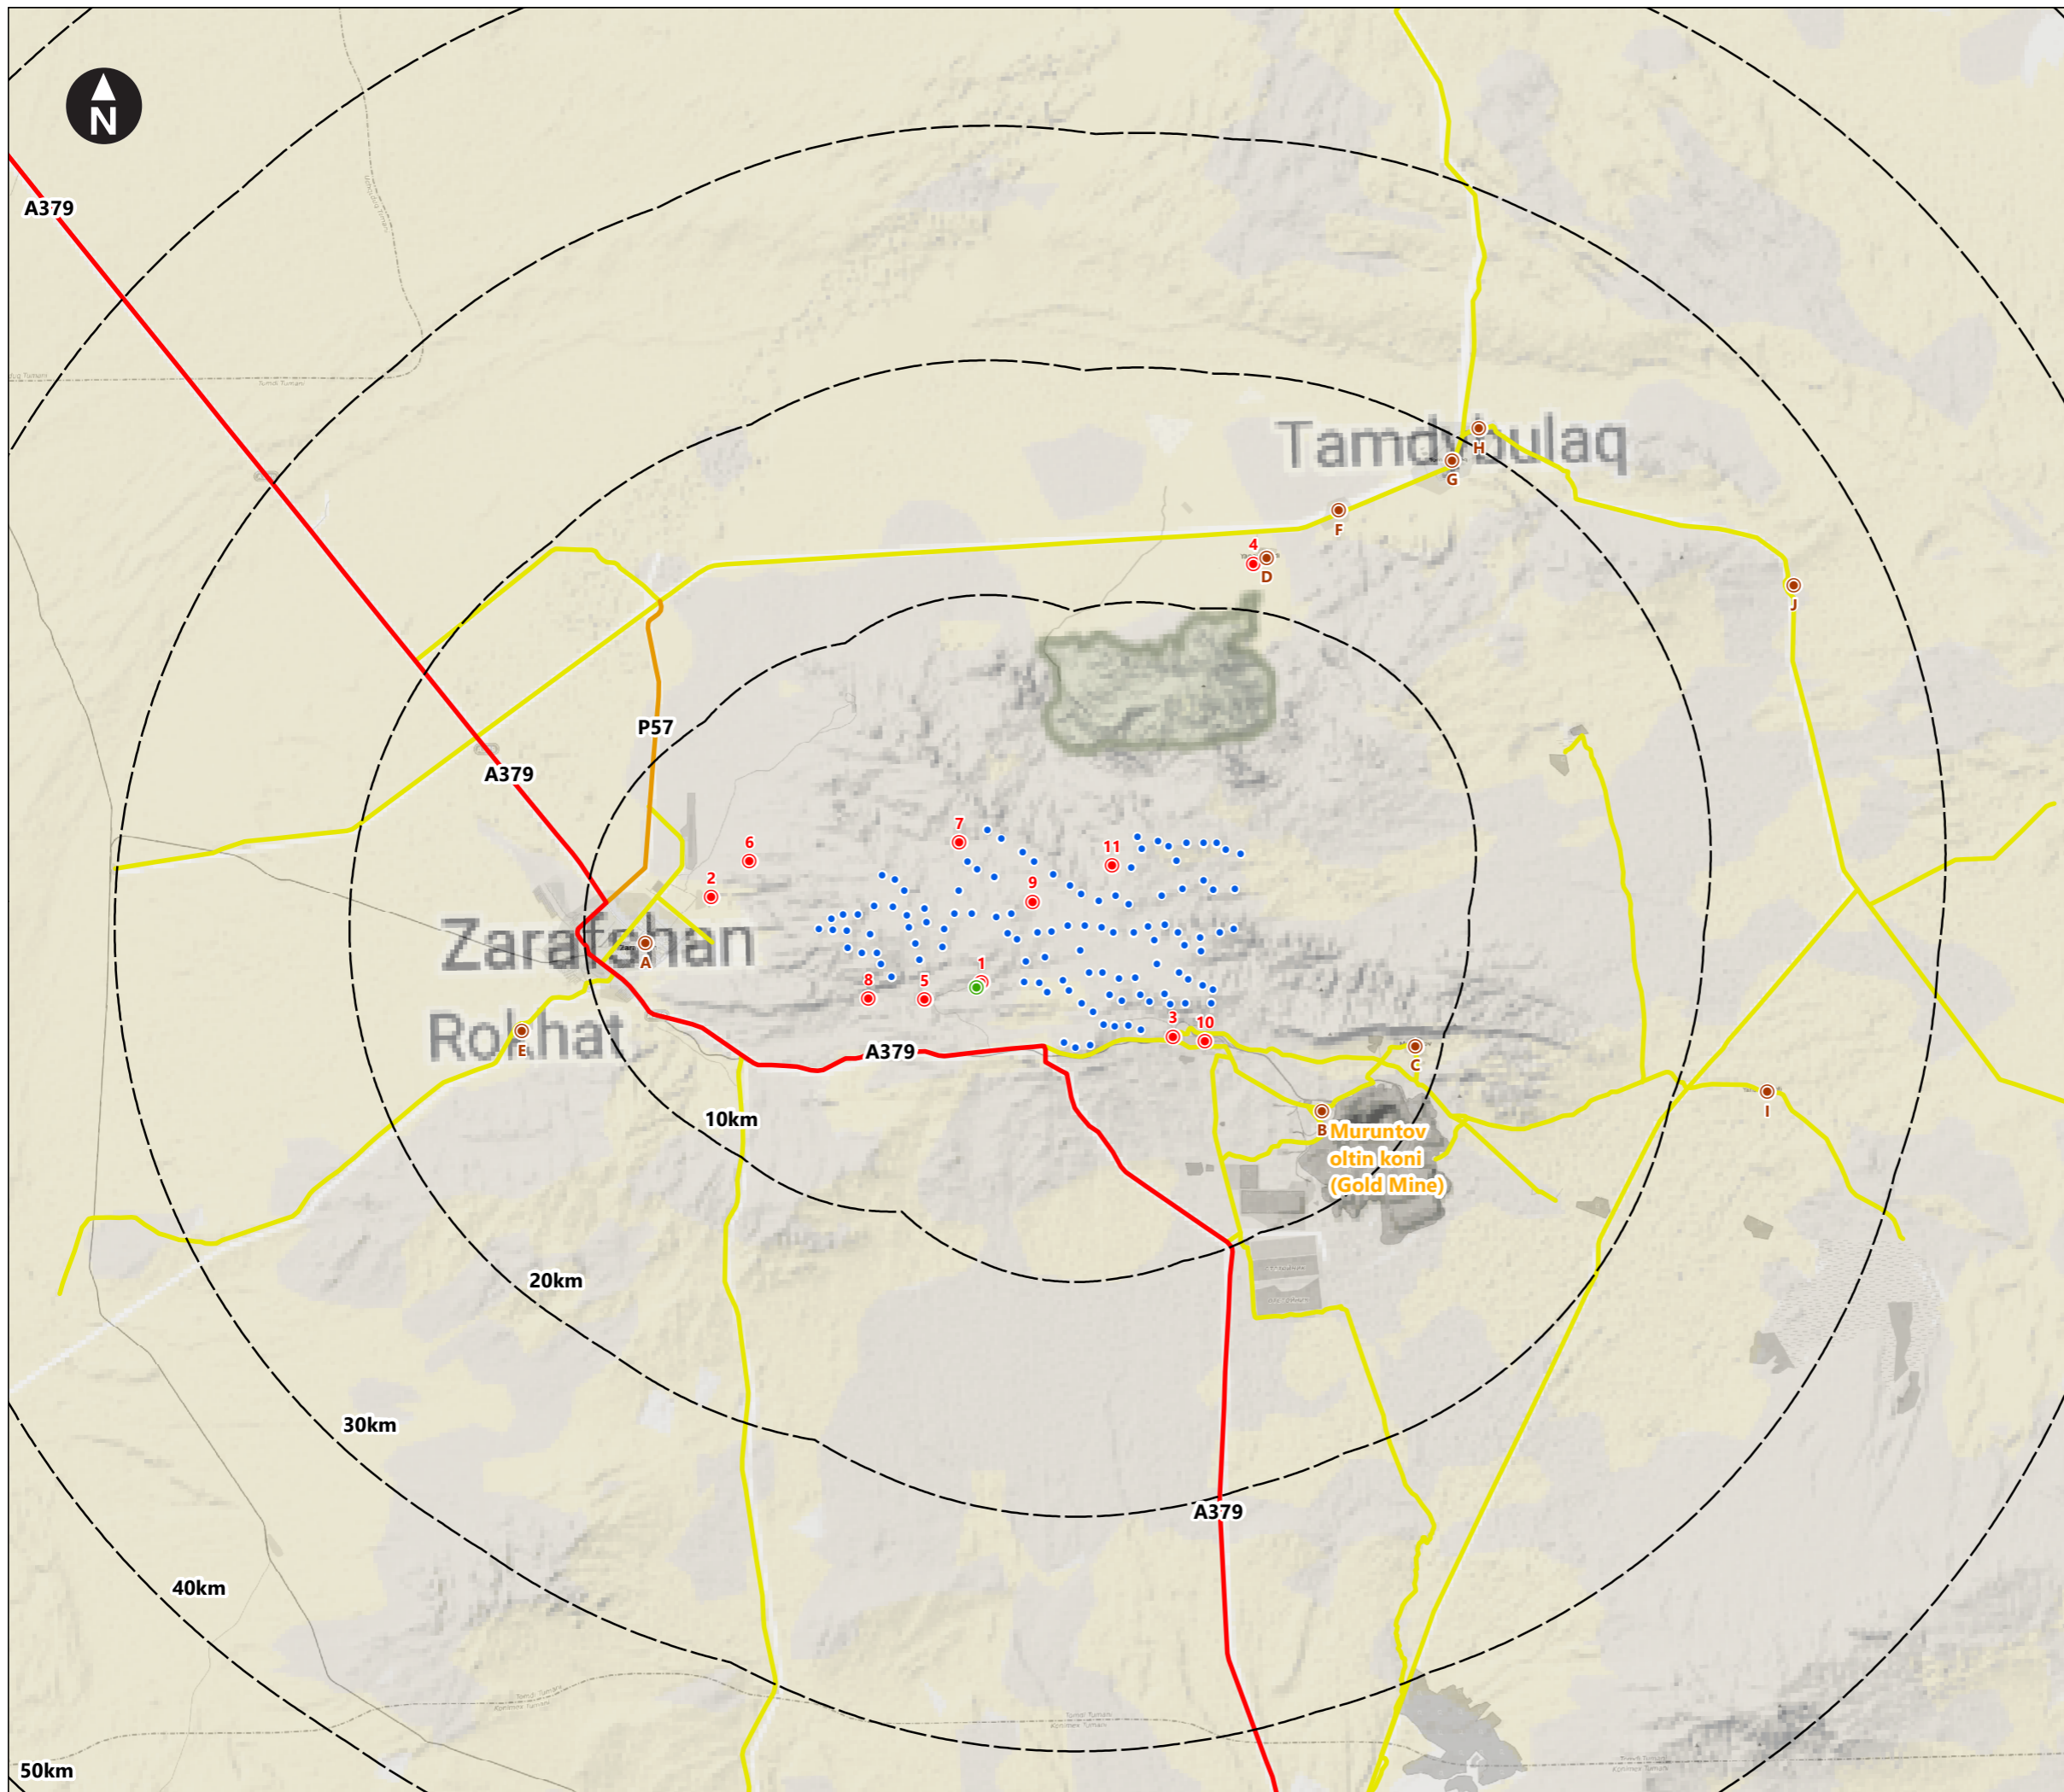 N
A379
Tamdybulaq
H
G
F
4
D
J
P57
A379
7
11
6
2
9
Zarafshan
A
1
8
5
3
10
Rokhat
E
A379
C
I
B
10km
Muruntov
oltin koni
(Gold Mine)
20km
30km
A379
40km
50km